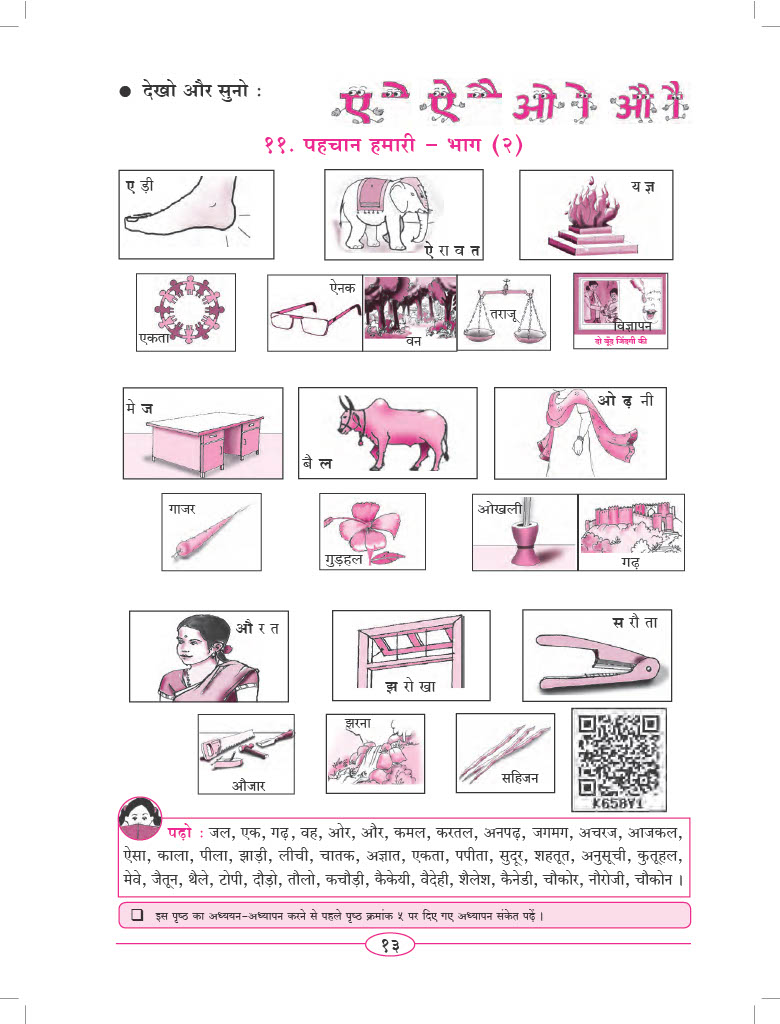 ● देखो और सुनो :
ए े ऐ ै ओ ो औ ौ
११. पहचान हमारी – भाग (२)
ए ड़ी
ऐ रा व त
य ज्ञ
एकता
ऐनक
वन
तराजू
विज्ञापन
दो बूँद जिंदगी की
मे ज
बै ल
ओ ढ़ नी
गाजर
गुड़हल
ओखली
गढ़
औ र त
झ रो खा
स रौ ता
औजार
झरना
सहिजन
K658Y1
पढ़ो : जल, एक, गढ़, वह, ओर, और, कमल, करतल, अनपढ़, जगमग, अचरज, आजकल,
ऐसा, काला, पीला, झाड़ी, लीची, चातक, अज्ञात, एकता, पपीता, सुदूर, शहतूत, अनुसूची, कुतूहल,
मेवे, जैतून, थैले, टोपी, दौड़ो, तौलो, कचौड़ी, कैकेयी, वैदेही, शैलेश, कैनेडी, चौकोर, नौरोजी, चौकोन ।
❑ इस पृष्ठ का अध्ययन-अध्यापन करने से पहले पृष्ठ क्रमांक ५ पर दिए गए अध्यापन संकेत पढ़ें ।
१३